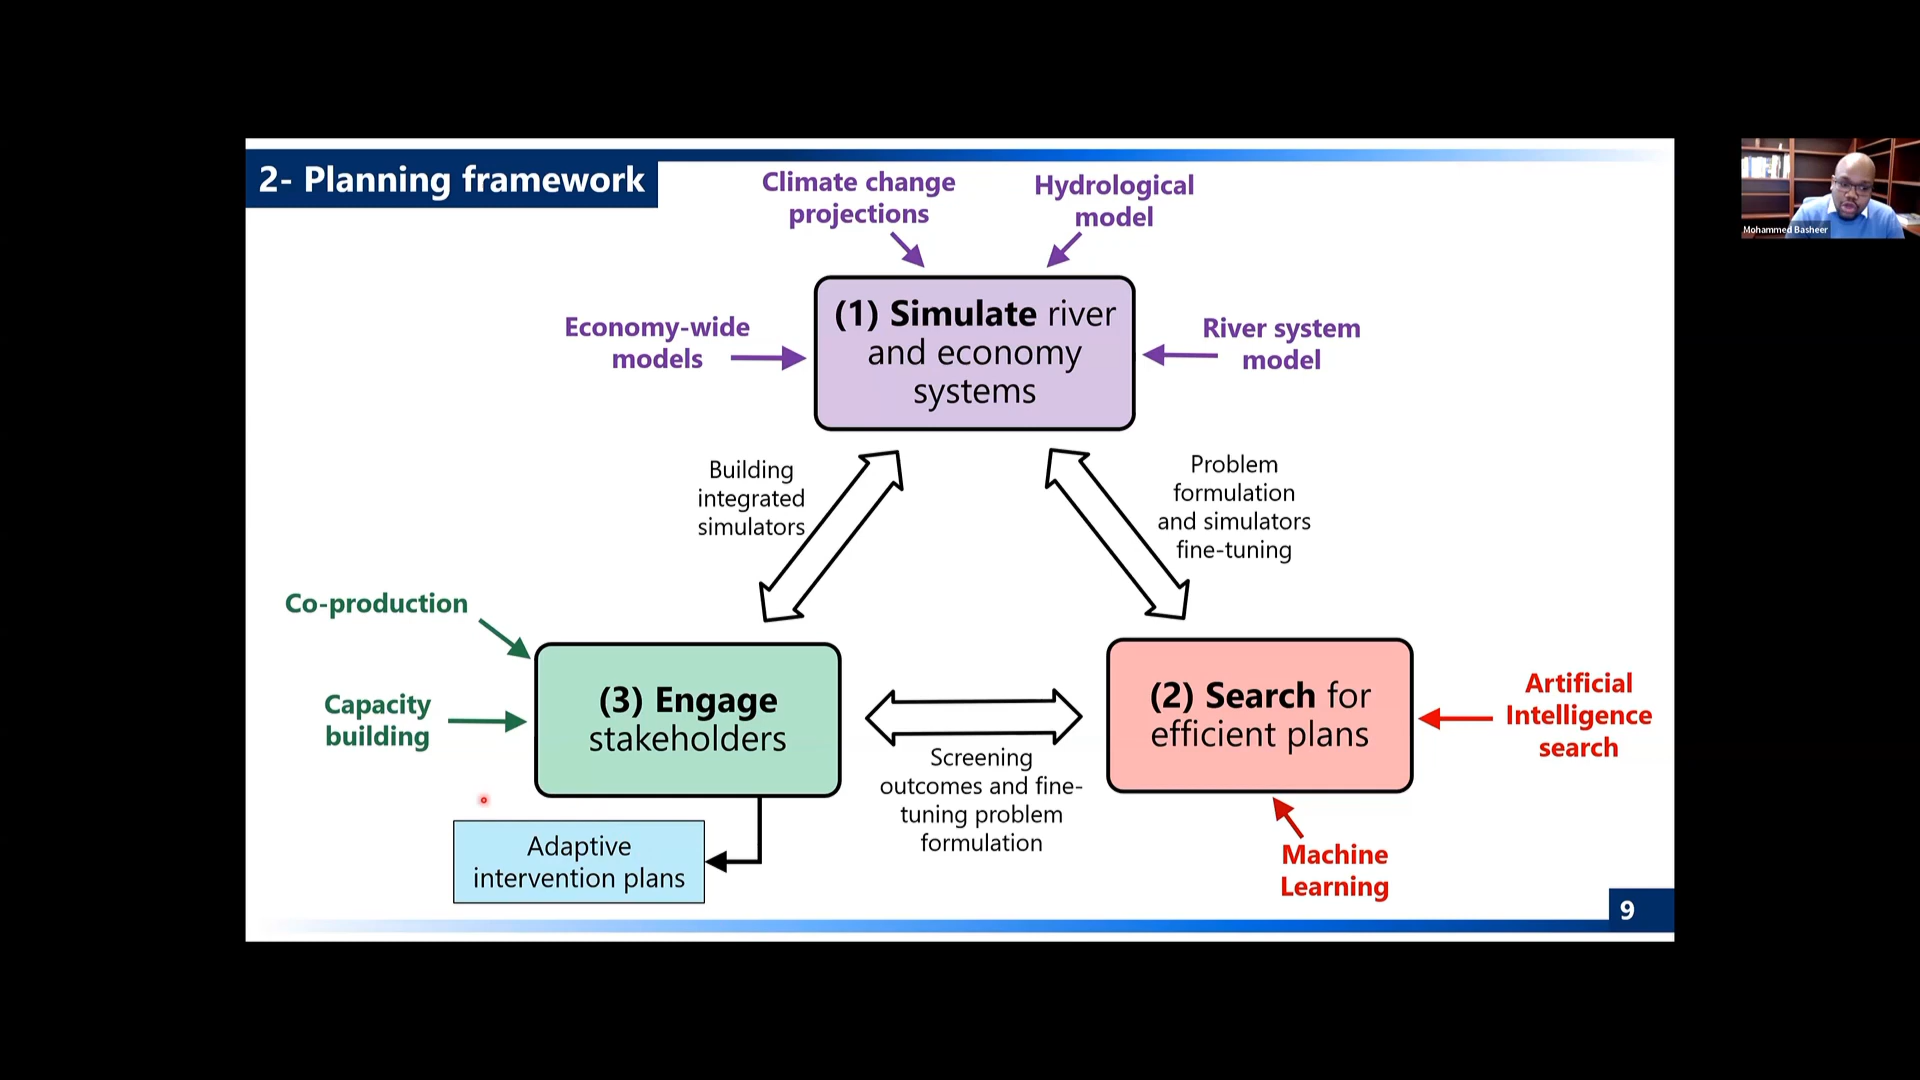 2- Planning framework
Climate change
projections
Hydrological
model
Economy-wide
models
(1) Simulate river
and economy
systems
River system
model
Building
integrated
simulators
Problem
formulation
and simulators
fine-tuning
Co-production
Capacity
building
(3) Engage
stakeholders
Screening
outcomes and fine-
tuning problem
formulation
(2) Search for
efficient plans
Artificial
Intelligence
search
Machine
Learning
Adaptive
intervention plans
9
Mohammed Basheer